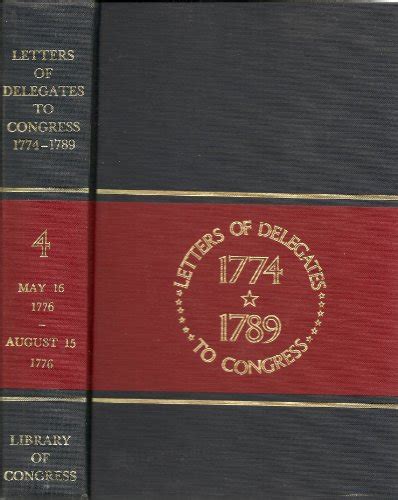 LETTERS
OF
DELEGATES
TO
CONGRESS
1774-1789
4
MAY 16
1776
-
AUGUST 15
1776
LIBRARY
OF
CONGRESS
LETTERS OF DELEGATES
1774
1789
TO CONGRESS